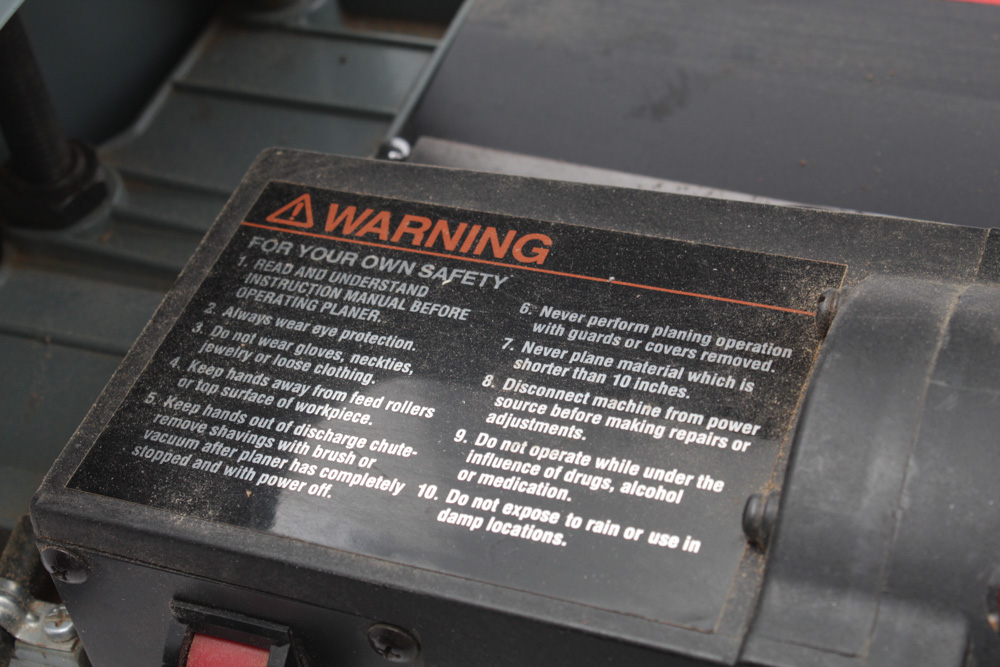 WARNING
FOR YOUR OWN SAFETY
1. READ AND UNDERSTAND
INSTRUCTION MANUAL BEFORE
OPERATING PLANER.
2. Always wear eye protection.
3. Do not wear gloves, neckties,
jewelry or loose clothing.
4. Keep hands away from feed rollers
or top surface of workpiece.
5. Keep hands out of discharge chute-
remove shavings with brush or
vacuum after planer has completely
stopped and with power off.
6. Never perform planing operation
with guards or covers removed.
7. Never plane material which is
shorter than 10 inches.
8. Disconnect machine from power
source before making repairs or
adjustments.
9. Do not operate while under the
influence of drugs, alcohol
or medication.
10. Do not expose to rain or use in
damp locations.